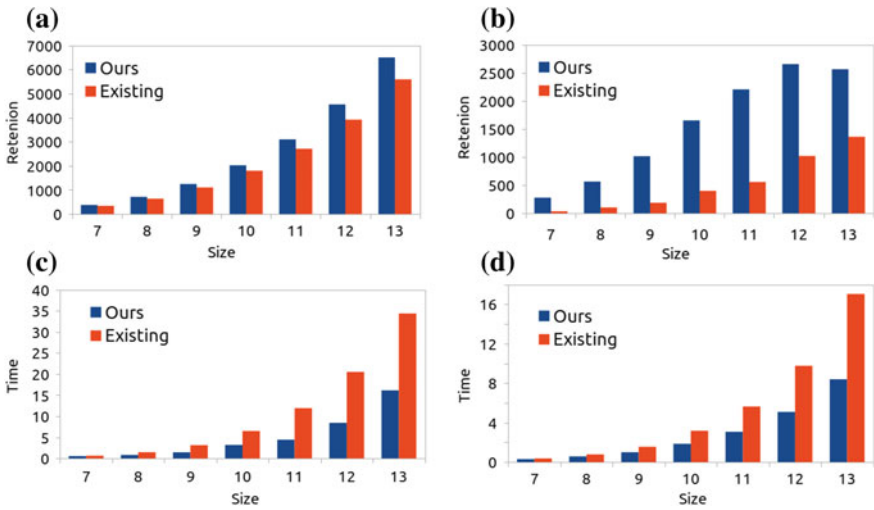 (a)
7000
6000
5000
4000
3000
2000
1000
0
Retenion
Ours
Existing
7 8 9 10 11 12 13
Size
(b)
3000
2500
2000
1500
1000
500
0
Retenion
Ours
Existing
7 8 9 10 11 12 13
Size
(c)
40
35
30
25
20
15
10
5
0
Time
Ours
Existing
7 8 9 10 11 12 13
Size
(d)
16
12
8
4
0
Time
Ours
Existing
7 8 9 10 11 12 13
Size